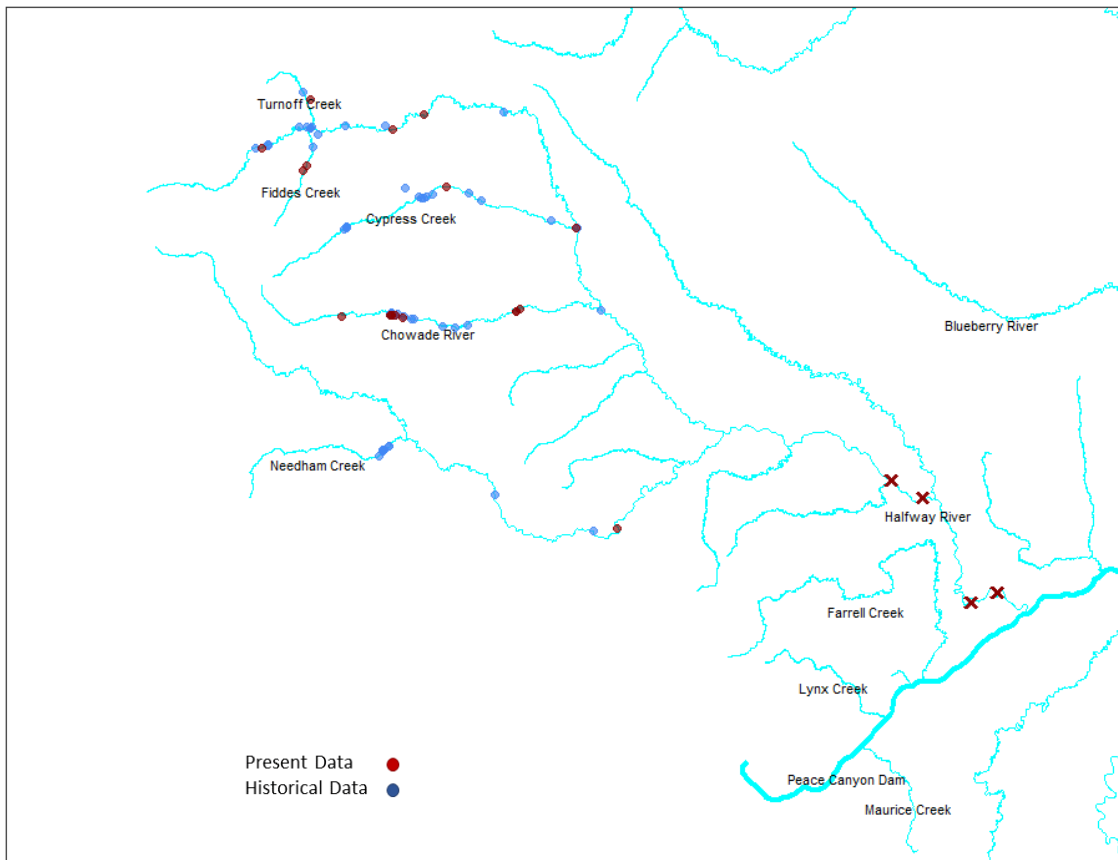 Turnoff Creek
Fiddes Creek
Cypress Creek
Blueberry River
Chowade River
Needham Creek
Halfway River
Farrell Creek
Lynx Creek
Present Data
Historical Data
Peace Canyon Dam
Maurice Creek